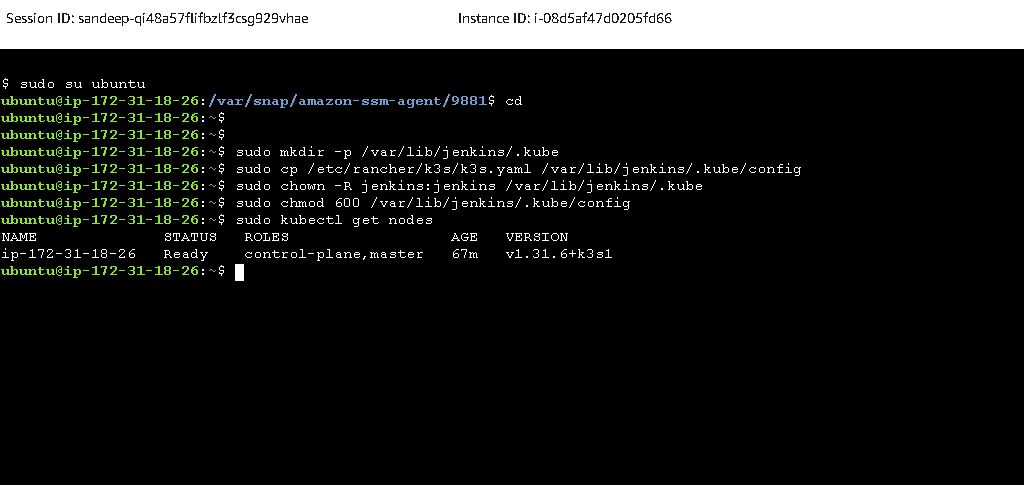 Session ID: sandeep-qi48a57flifbzlf3csg929vhae Instance ID: i-08d5af47d0205fd66
$ sudo su ubuntu
ubuntu@ip-172-31-18-26:/var/snap/amazon-ssm-agent/9881$ cd
ubuntu@ip-172-31-18-26:~$
ubuntu@ip-172-31-18-26:~$
ubuntu@ip-172-31-18-26:~$ sudo mkdir -p /var/lib/jenkins/.kube
ubuntu@ip-172-31-18-26:~$ sudo cp /etc/rancher/k3s/k3s.yaml /var/lib/jenkins/.kube/config
ubuntu@ip-172-31-18-26:~$ sudo chown -R jenkins:jenkins /var/lib/jenkins/.kube
ubuntu@ip-172-31-18-26:~$ sudo chmod 600 /var/lib/jenkins/.kube/config
ubuntu@ip-172-31-18-26:~$ sudo kubectl get nodes
NAME STATUS ROLES AGE VERSION
ip-172-31-18-26 Ready control-plane,master 67m v1.31.6+k3s1
ubuntu@ip-172-31-18-26:~$